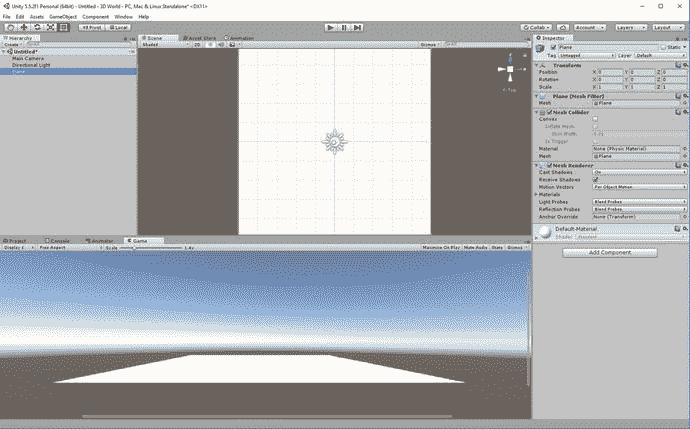 Unity 5.5.2f1 Personal (64bit) - Untitled - 3D World - PC, Mac & Linux Standalone* <DX11>
File Edit Assets GameObject Component Window Help
Pivot Local Collab Account Layers Layout
Hierarchy
Create All
Untitled*
Main Camera
Directional Light
Plane
Scene Asset Store Animation
Shaded 2D Gizmos All
Top
Project Console Animator Game
Display 1 Free Aspect Scale 1.4x Maximize On Play Mute Audio Stats Gizmos
Inspector
Plane Static
Tag Untagged Layer Default
Transform
Position X 0 Y 0 Z 0
Rotation X 0 Y 0 Z 0
Scale X 1 Y 1 Z 1
Plane (Mesh Filter)
Mesh Plane
Mesh Collider
Convex
Inflate Mesh
Skin Width 0.01
Is Trigger
Material None (Physic Material)
Mesh Plane
Mesh Renderer
Cast Shadows On
Receive Shadows
Motion Vectors Per Object Motion
Materials
Light Probes Blend Probes
Reflection Probes Blend Probes
Anchor Override None (Transform)
Default-Material
Shader Standard
Add Component